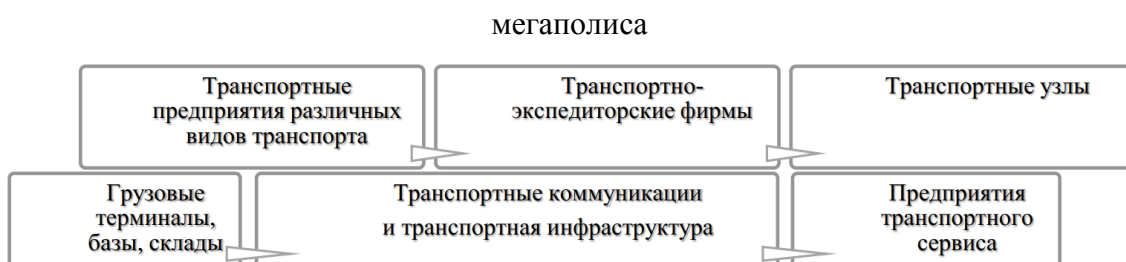 мегаполиса
Транспортные
предприятия различных
видов транспорта
Транспортно-
экспедиторские фирмы
Транспортные узлы
Грузовые
терминалы,
базы, склады
Транспортные коммуникации
и транспортная инфраструктура
Предприятия
транспортного
сервиса